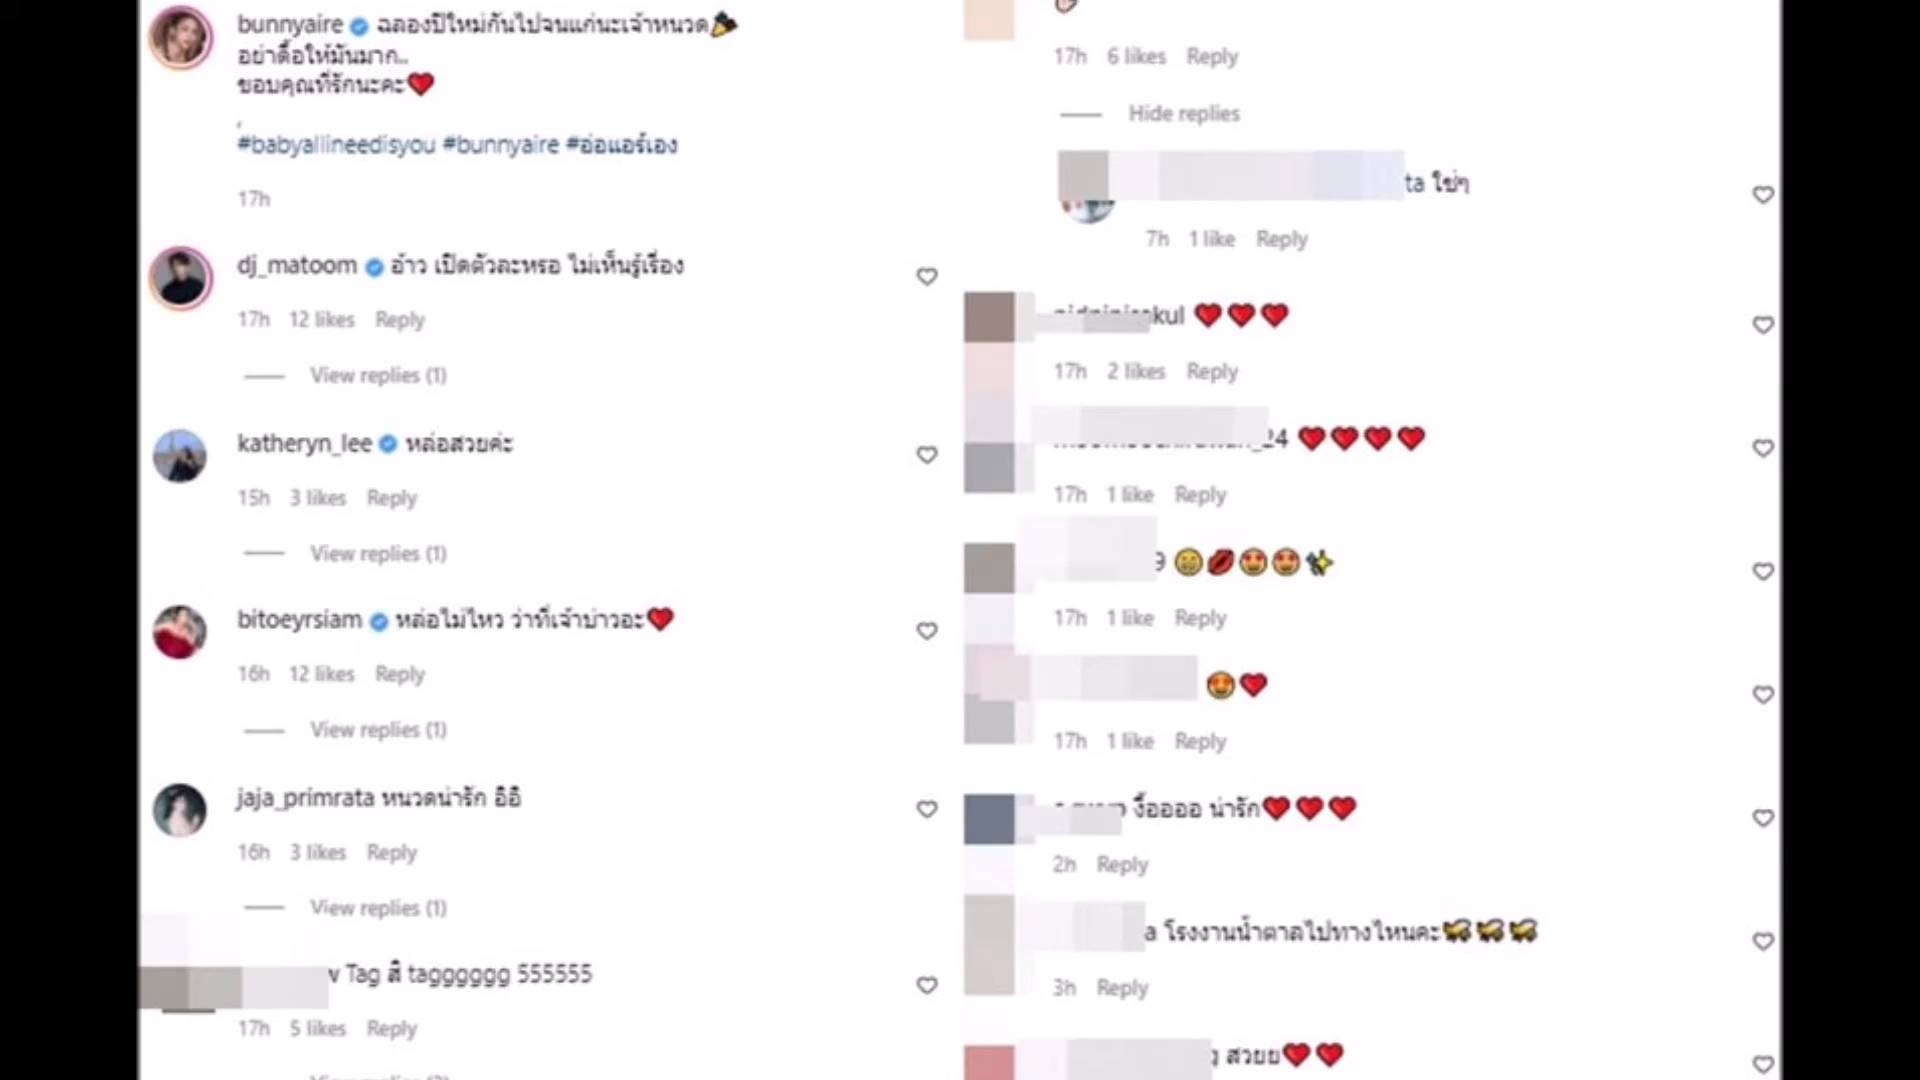 bunnyaire ฉลองปีใหม่กันไปจนแก่นะเจ้าหนวด🎉
อย่าดื้อให้มันมาก..
ขอบคุณที่รักนะคะ❤️
#babyallineedisyou #bunnyaire #อ๋อแอร์เอง
17h
dj_matoom อ้าว เปิดตัวละหรอ ไม่เห็นรู้เรื่อง
17h 12 likes Reply
View replies (1)
katheryn_lee หล่อสวยค่ะ
15h 3 likes Reply
View replies (1)
bitoeyrsiam หล่อไม่ไหว ว่าที่เจ้าบ่าวอะ❤️
16h 12 likes Reply
View replies (1)
jaja_primrata หนวดน่ารัก อิอิ
16h 3 likes Reply
View replies (1)
Tag สิ tagggggg 555555
17h 5 likes Reply
17h 6 likes Reply
Hide replies
ta ใช่ๆ
7h 1 like Reply
kul ❤️❤️❤️
17h 2 likes Reply
_24 ❤️❤️❤️❤️
17h 1 like Reply
9 😁💋🤩🤩✨
17h 1 like Reply
🤩❤️
17h 1 like Reply
งื้ออออ น่ารัก❤️❤️❤️
2h Reply
a โรงงานน้ำตาลไปทางไหนคะ🐜🐜🐜
3h Reply
สวยย❤️❤️